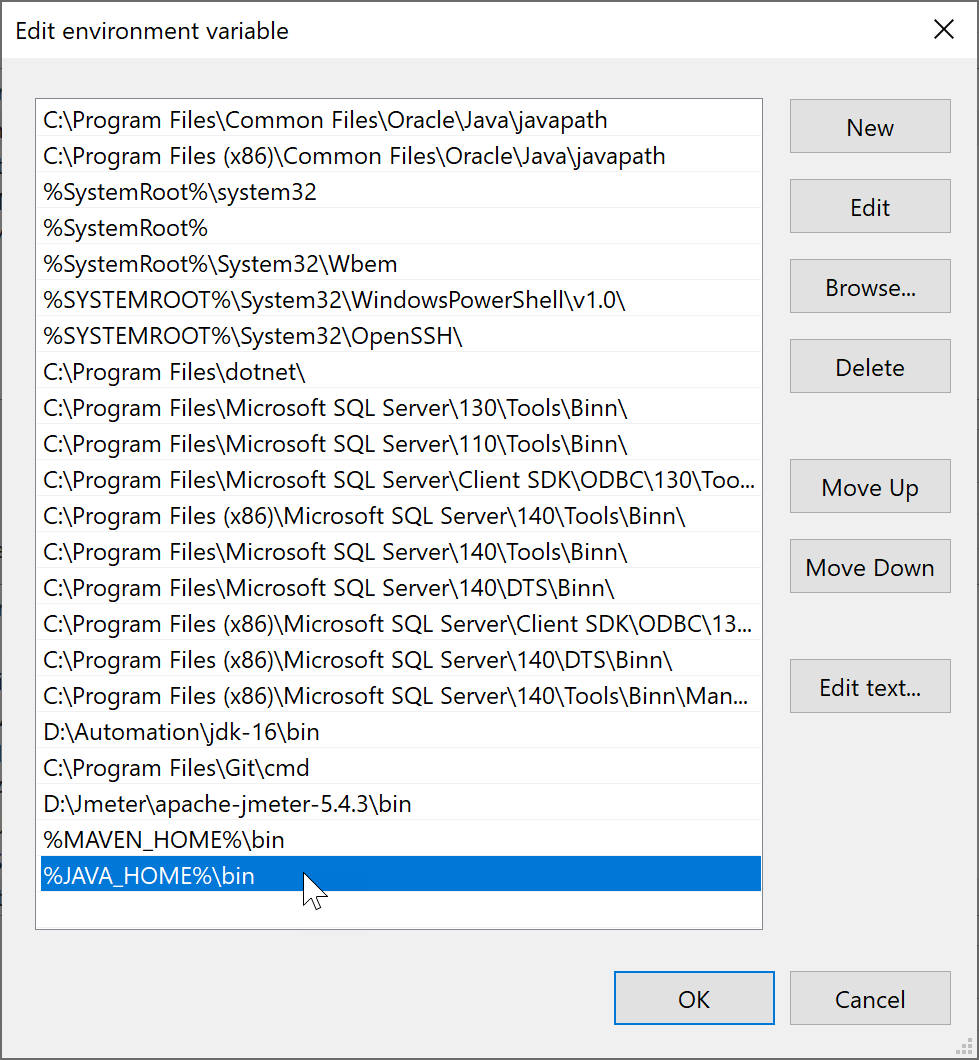 Edit environment variable
C:\Program Files\Common Files\Oracle\Java\javapath
C:\Program Files (x86)\Common Files\Oracle\Java\javapath
%SystemRoot%\system32
%SystemRoot%
%SystemRoot%\System32\Wbem
%SYSTEMROOT%\System32\WindowsPowerShell\v1.0\
%SYSTEMROOT%\System32\OpenSSH\
C:\Program Files\dotnet\
C:\Program Files\Microsoft SQL Server\130\Tools\Binn\
C:\Program Files\Microsoft SQL Server\110\Tools\Binn\
C:\Program Files\Microsoft SQL Server\Client SDK\ODBC\130\Too...
C:\Program Files (x86)\Microsoft SQL Server\140\Tools\Binn\
C:\Program Files\Microsoft SQL Server\140\Tools\Binn\
C:\Program Files\Microsoft SQL Server\140\DTS\Binn\
C:\Program Files (x86)\Microsoft SQL Server\Client SDK\ODBC\13...
C:\Program Files (x86)\Microsoft SQL Server\140\DTS\Binn\
C:\Program Files (x86)\Microsoft SQL Server\140\Tools\Binn\Man...
D:\Automation\jdk-16\bin
C:\Program Files\Git\cmd
D:\Jmeter\apache-jmeter-5.4.3\bin
%MAVEN_HOME%\bin
%JAVA_HOME%\bin
New
Edit
Browse...
Delete
Move Up
Move Down
Edit text...
OK
Cancel